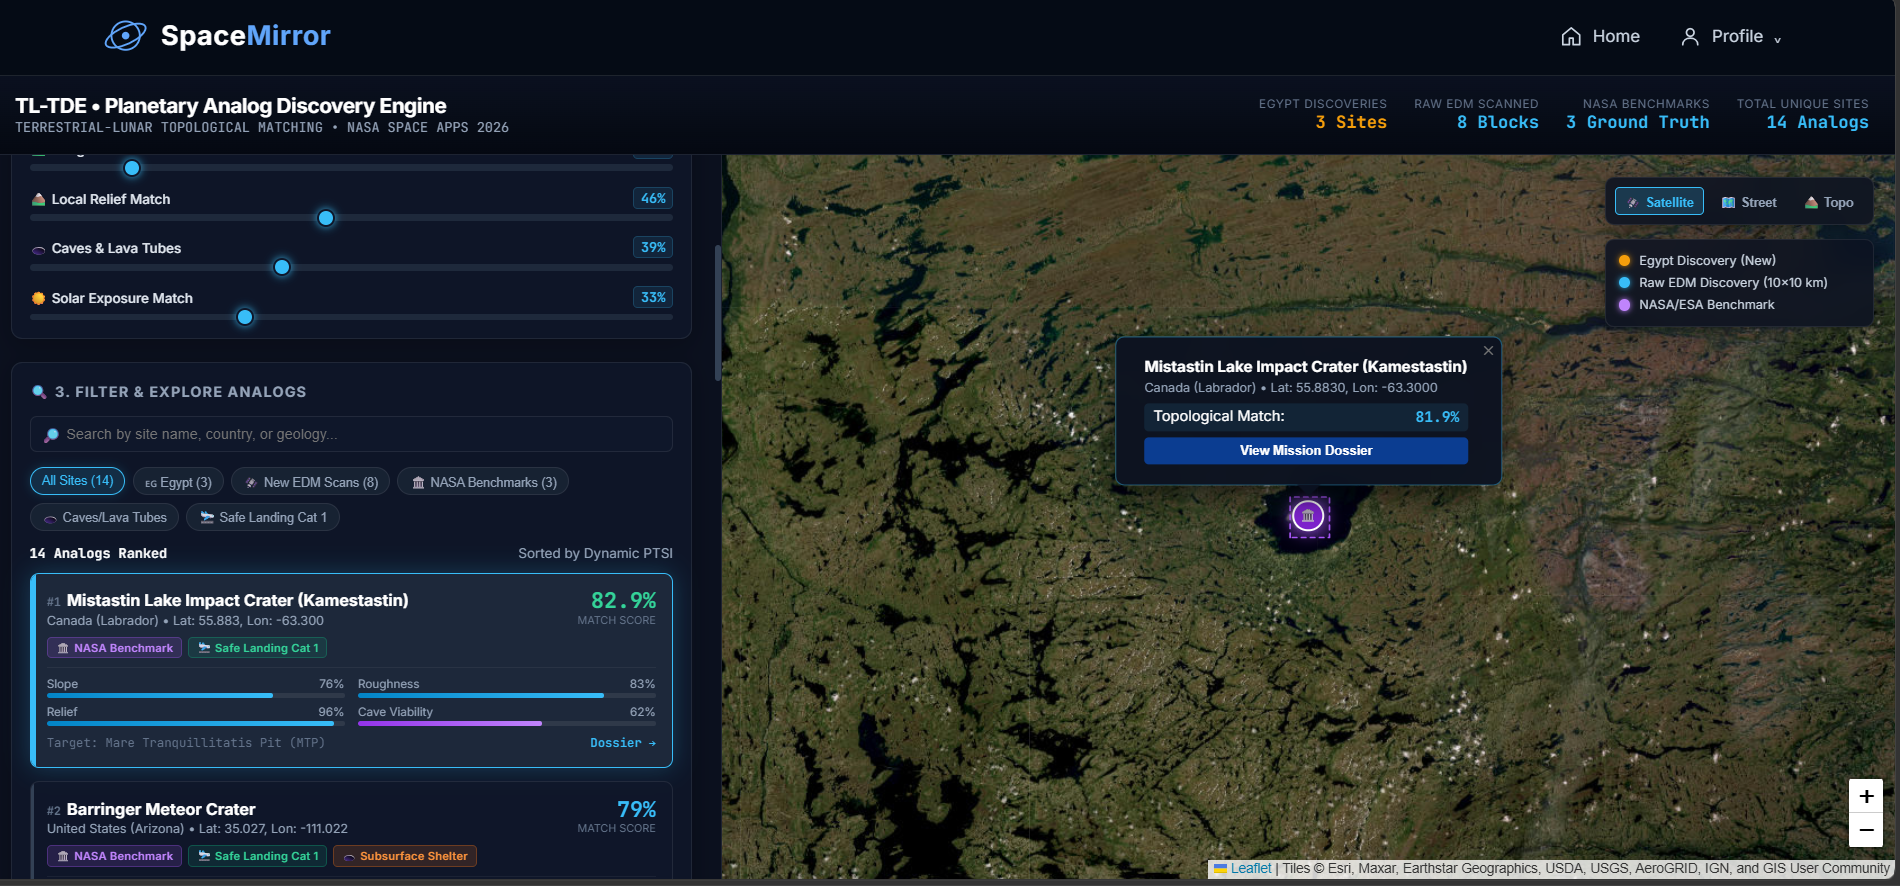 SpaceMirror
Home
Profile
TL-TDE • Planetary Analog Discovery Engine
TERRESTRIAL-LUNAR TOPOLOGICAL MATCHING • NASA SPACE APPS 2026
EGYPT DISCOVERIES
3 Sites
RAW EDM SCANNED
8 Blocks
NASA BENCHMARKS
3 Ground Truth
TOTAL UNIQUE SITES
14 Analogs
Local Relief Match
46%
Caves & Lava Tubes
39%
Solar Exposure Match
33%
3. FILTER & EXPLORE ANALOGS
Search by site name, country, or geology...
All Sites (14)
EG Egypt (3)
New EDM Scans (8)
NASA Benchmarks (3)
Caves/Lava Tubes
Safe Landing Cat 1
14 Analogs Ranked
Sorted by Dynamic PTSI
#1 Mistastin Lake Impact Crater (Kamestastin)
82.9%
Canada (Labrador) • Lat: 55.883, Lon: -63.300
MATCH SCORE
NASA Benchmark
Safe Landing Cat 1
Slope 76%
Roughness 83%
Relief 96%
Cave Viability 62%
Target: Mare Tranquillitatis Pit (MTP)
Dossier →
#2 Barringer Meteor Crater
79%
United States (Arizona) • Lat: 35.027, Lon: -111.022
MATCH SCORE
NASA Benchmark
Safe Landing Cat 1
Subsurface Shelter
Satellite
Street
Topo
Egypt Discovery (New)
Raw EDM Discovery (10×10 km)
NASA/ESA Benchmark
×
Mistastin Lake Impact Crater (Kamestastin)
Canada (Labrador) • Lat: 55.8830, Lon: -63.3000
Topological Match: 81.9%
View Mission Dossier
+
−
Leaflet | Tiles © Esri, Maxar, Earthstar Geographics, USDA, USGS, AeroGRID, IGN, and GIS User Community